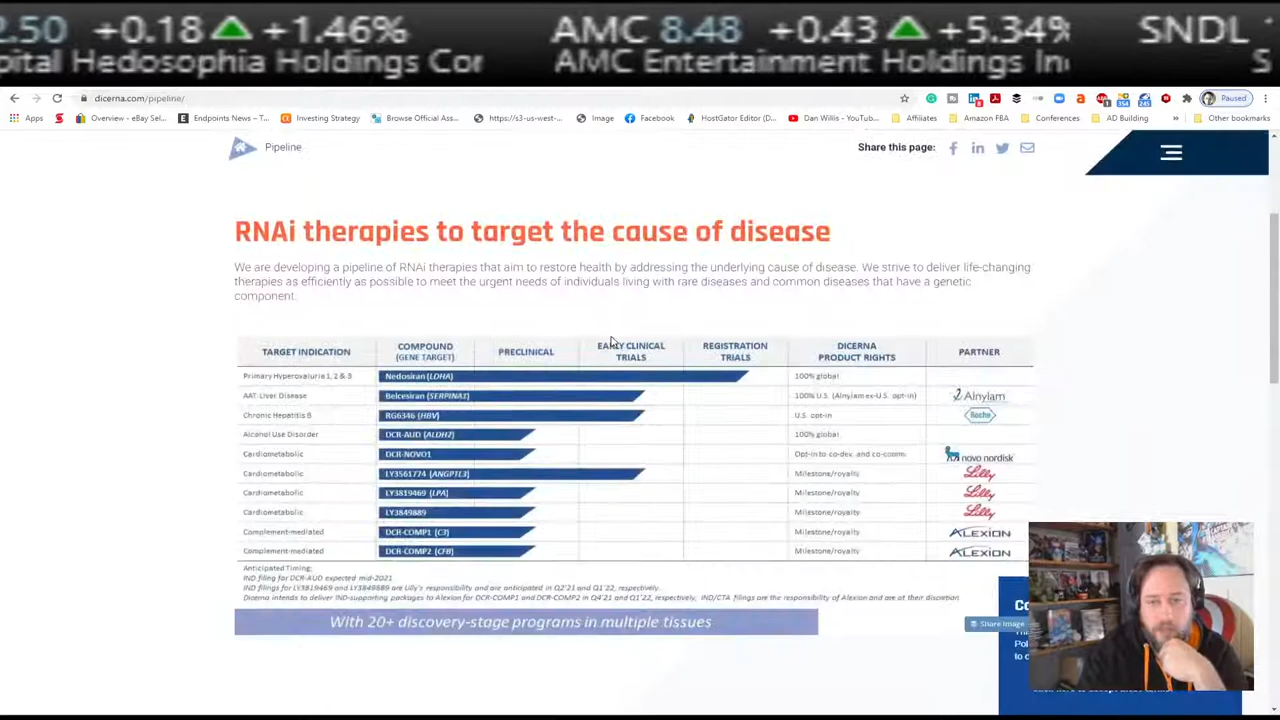 2.50 +0.18 +1.46% AMC 8.48 +0.43 +5.34% SNDL
pital Hedosophia Holdings Cor AMC Entertainment Holdings In S
dicerna.com/pipeline/ Paused
Apps Overview - eBay Sel... Endpoints News – T... Investing Strategy Browse Official Ass... https://s3-us-west-... Image Facebook HostGator Editor (D... Dan Willis - YouTub... Affiliates Amazon FBA Conferences AD Building Other bookmarks
Pipeline Share this page:
RNAi therapies to target the cause of disease
We are developing a pipeline of RNAi therapies that aim to restore health by addressing the underlying cause of disease. We strive to deliver life-changing
therapies as efficiently as possible to meet the urgent needs of individuals living with rare diseases and common diseases that have a genetic
component.
TARGET INDICATION COMPOUND (GENE TARGET) PRECLINICAL EARLY CLINICAL TRIALS REGISTRATION TRIALS DICERNA PRODUCT RIGHTS PARTNER
Primary Hyperoxaluria 1, 2 & 3 Nedosiran (LDHA) 100% global
AAT Liver Disease Belcesiran (SERPINA1) 100% U.S. (Alnylam ex-U.S. opt-in) Alnylam
Chronic Hepatitis B RG6346 (HBV) U.S. opt-in Roche
Alcohol Use Disorder DCR-AUD (ALDH2) 100% global
Cardiometabolic DCR-NOVO1 Opt-in to co-dev. and co-comm. novo nordisk
Cardiometabolic LY3561774 (ANGPTL3) Milestone/royalty Lilly
Cardiometabolic LY3819469 (LPA) Milestone/royalty Lilly
Cardiometabolic LY3849889 Milestone/royalty Lilly
Complement-mediated DCR-COMP1 (C3) Milestone/royalty ALEXION
Complement-mediated DCR-COMP2 (CFB) Milestone/royalty ALEXION
Anticipated Timing:
IND filing for DCR-AUD expected mid-2021
IND filings for LY3819469 and LY3849889 are Lilly's responsibility and are anticipated in Q2'21 and Q1'22, respectively.
Dicerna intends to deliver IND-supporting packages to Alexion for DCR-COMP1 and DCR-COMP2 in Q4'21 and Q1'22, respectively; IND/CTA filings are the responsibility of Alexion and are at their discretion.
With 20+ discovery-stage programs in multiple tissues
Co
Share Image
Pol
to c